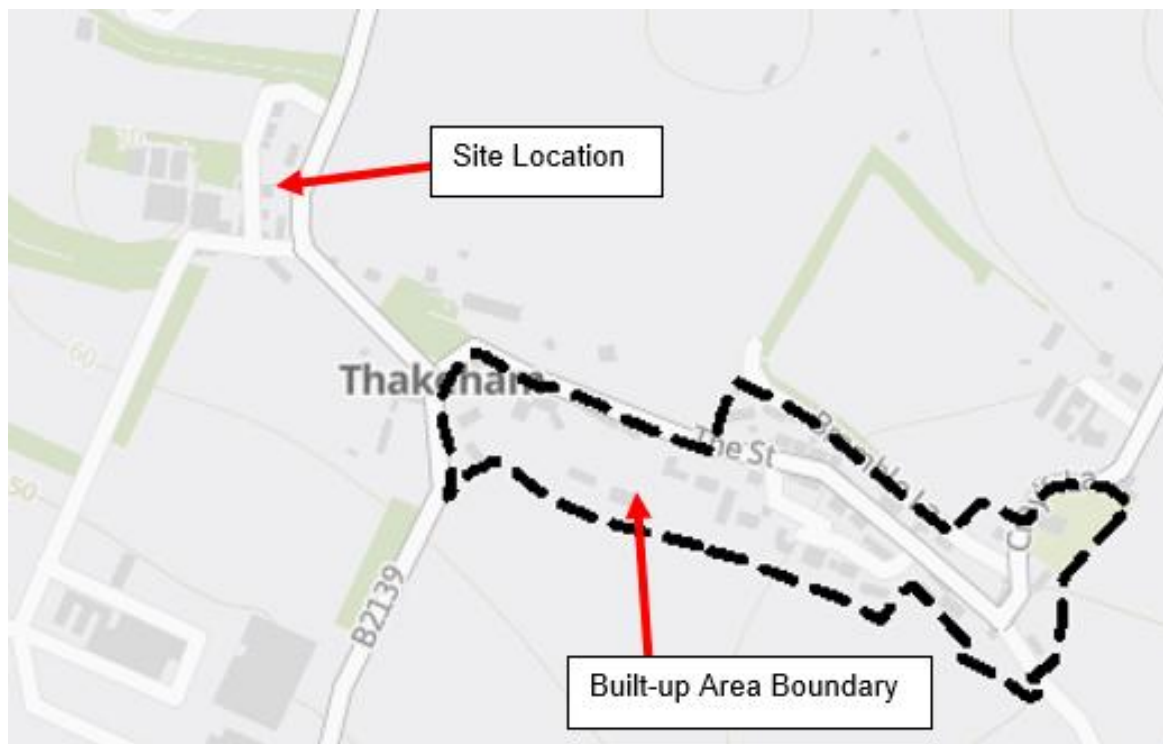 Site Location
60
Thakeham
The St
50
B2139
Built-up Area Boundary